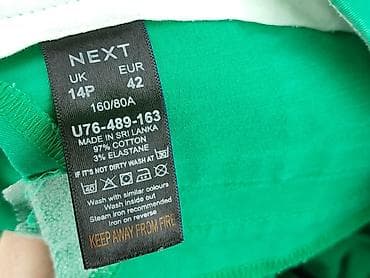 NEXT
UK EUR
14P 42
160/80A
U76-489-163
MADE IN SRI LANKA
97% COTTON
3% ELASTANE
IF IT'S NOT DIRTY WASH AT 30
40
Wash with similar colours
Wash inside out
Steam iron recommended
Iron on reverse
KEEP AWAY FROM FIRE